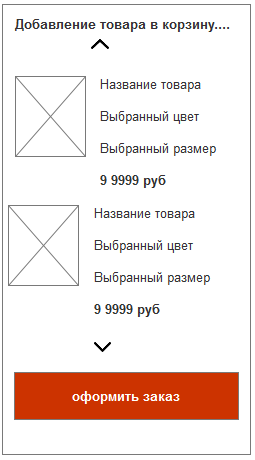 Добавление товара в корзину....
Название товара
Выбранный цвет
Выбранный размер
9 9999 руб
Название товара
Выбранный цвет
Выбранный размер
9 9999 руб
оформить заказ